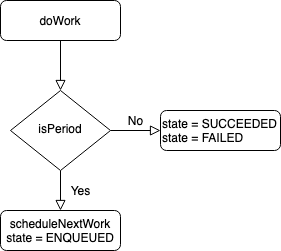 doWork
isPeriod
No
state = SUCCEEDED
state = FAILED
Yes
scheduleNextWork
state = ENQUEUED